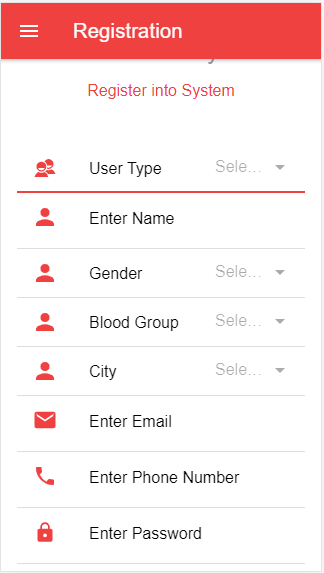 Registration
Register into System
User Type Sele...
Enter Name
Gender Sele...
Blood Group Sele...
City Sele...
Enter Email
Enter Phone Number
Enter Password